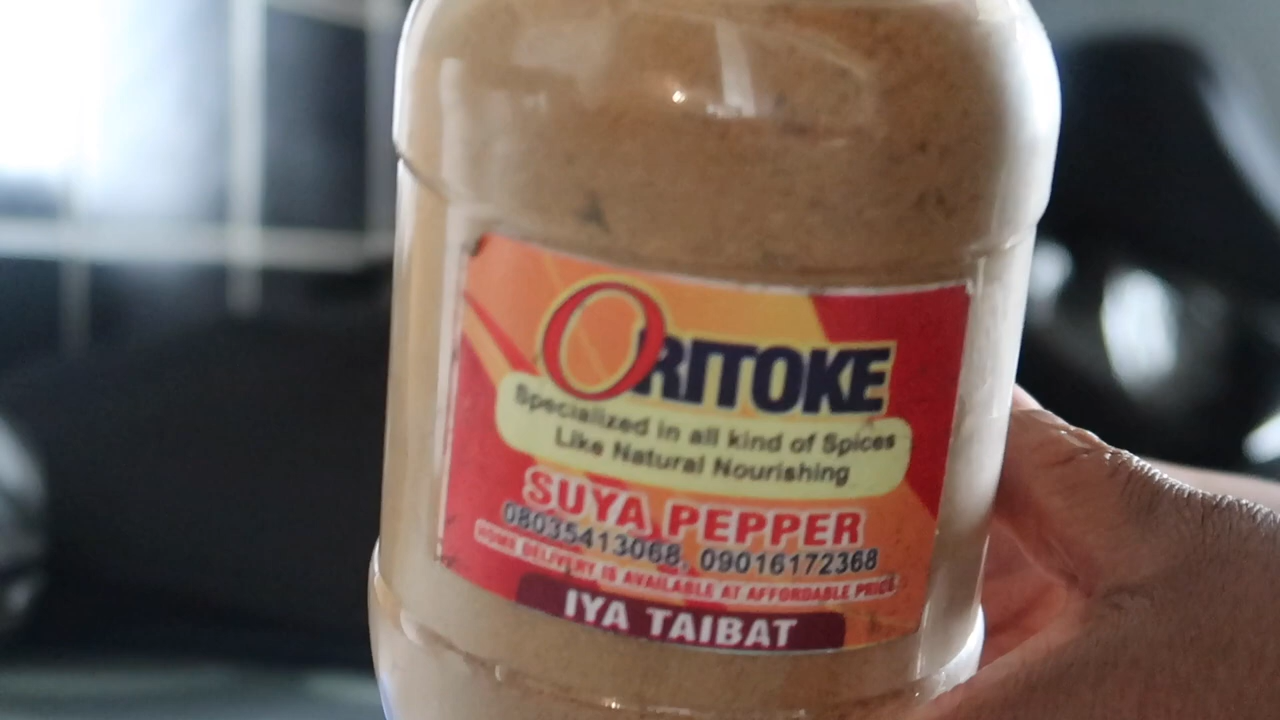 ORITOKE
Specialized in all kind of Spices
Like Natural Nourishing
SUYA PEPPER
08035413068, 09016172368
HOME DELIVERY IS AVAILABLE AT AFFORDABLE PRICE
IYA TAIBAT